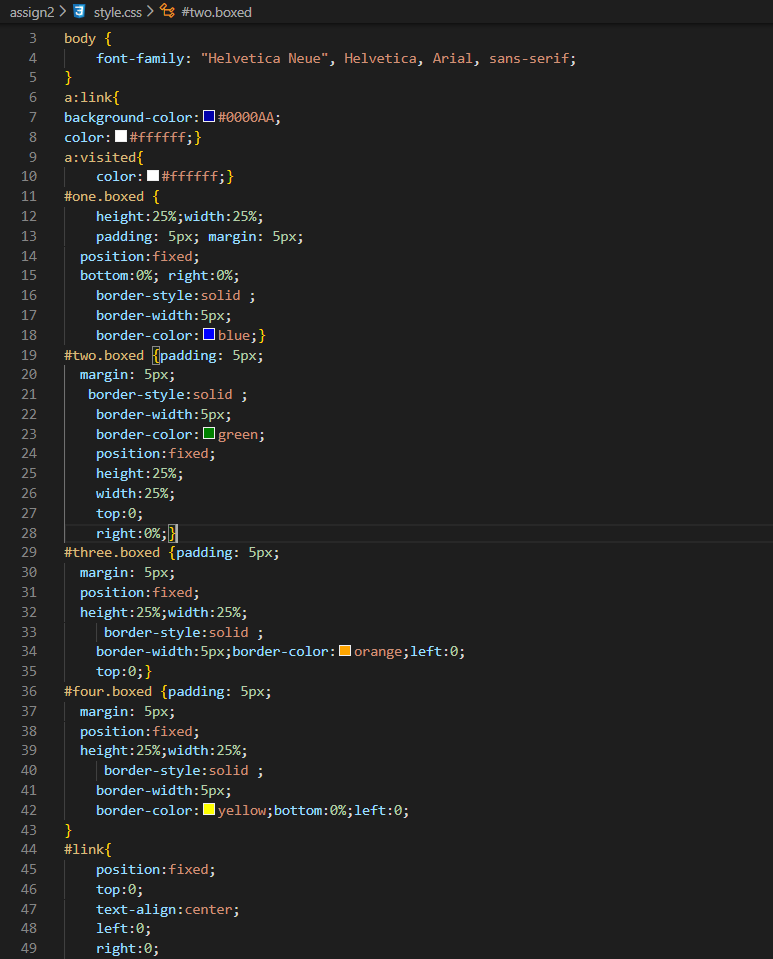 assign2 > style.css > #two.boxed
3 body {
4 font-family: "Helvetica Neue", Helvetica, Arial, sans-serif;
5 }
6 a:link{
7 background-color:#0000AA;
8 color:#ffffff;}
9 a:visited{
10 color:#ffffff;}
11 #one.boxed {
12 height:25%;width:25%;
13 padding: 5px; margin: 5px;
14 position:fixed;
15 bottom:0%; right:0%;
16 border-style:solid ;
17 border-width:5px;
18 border-color:blue;}
19 #two.boxed {padding: 5px;
20 margin: 5px;
21 border-style:solid ;
22 border-width:5px;
23 border-color:green;
24 position:fixed;
25 height:25%;
26 width:25%;
27 top:0;
28 right:0%;}
29 #three.boxed {padding: 5px;
30 margin: 5px;
31 position:fixed;
32 height:25%;width:25%;
33 border-style:solid ;
34 border-width:5px;border-color:orange;left:0;
35 top:0;}
36 #four.boxed {padding: 5px;
37 margin: 5px;
38 position:fixed;
39 height:25%;width:25%;
40 border-style:solid ;
41 border-width:5px;
42 border-color:yellow;bottom:0%;left:0;
43 }
44 #link{
45 position:fixed;
46 top:0;
47 text-align:center;
48 left:0;
49 right:0;